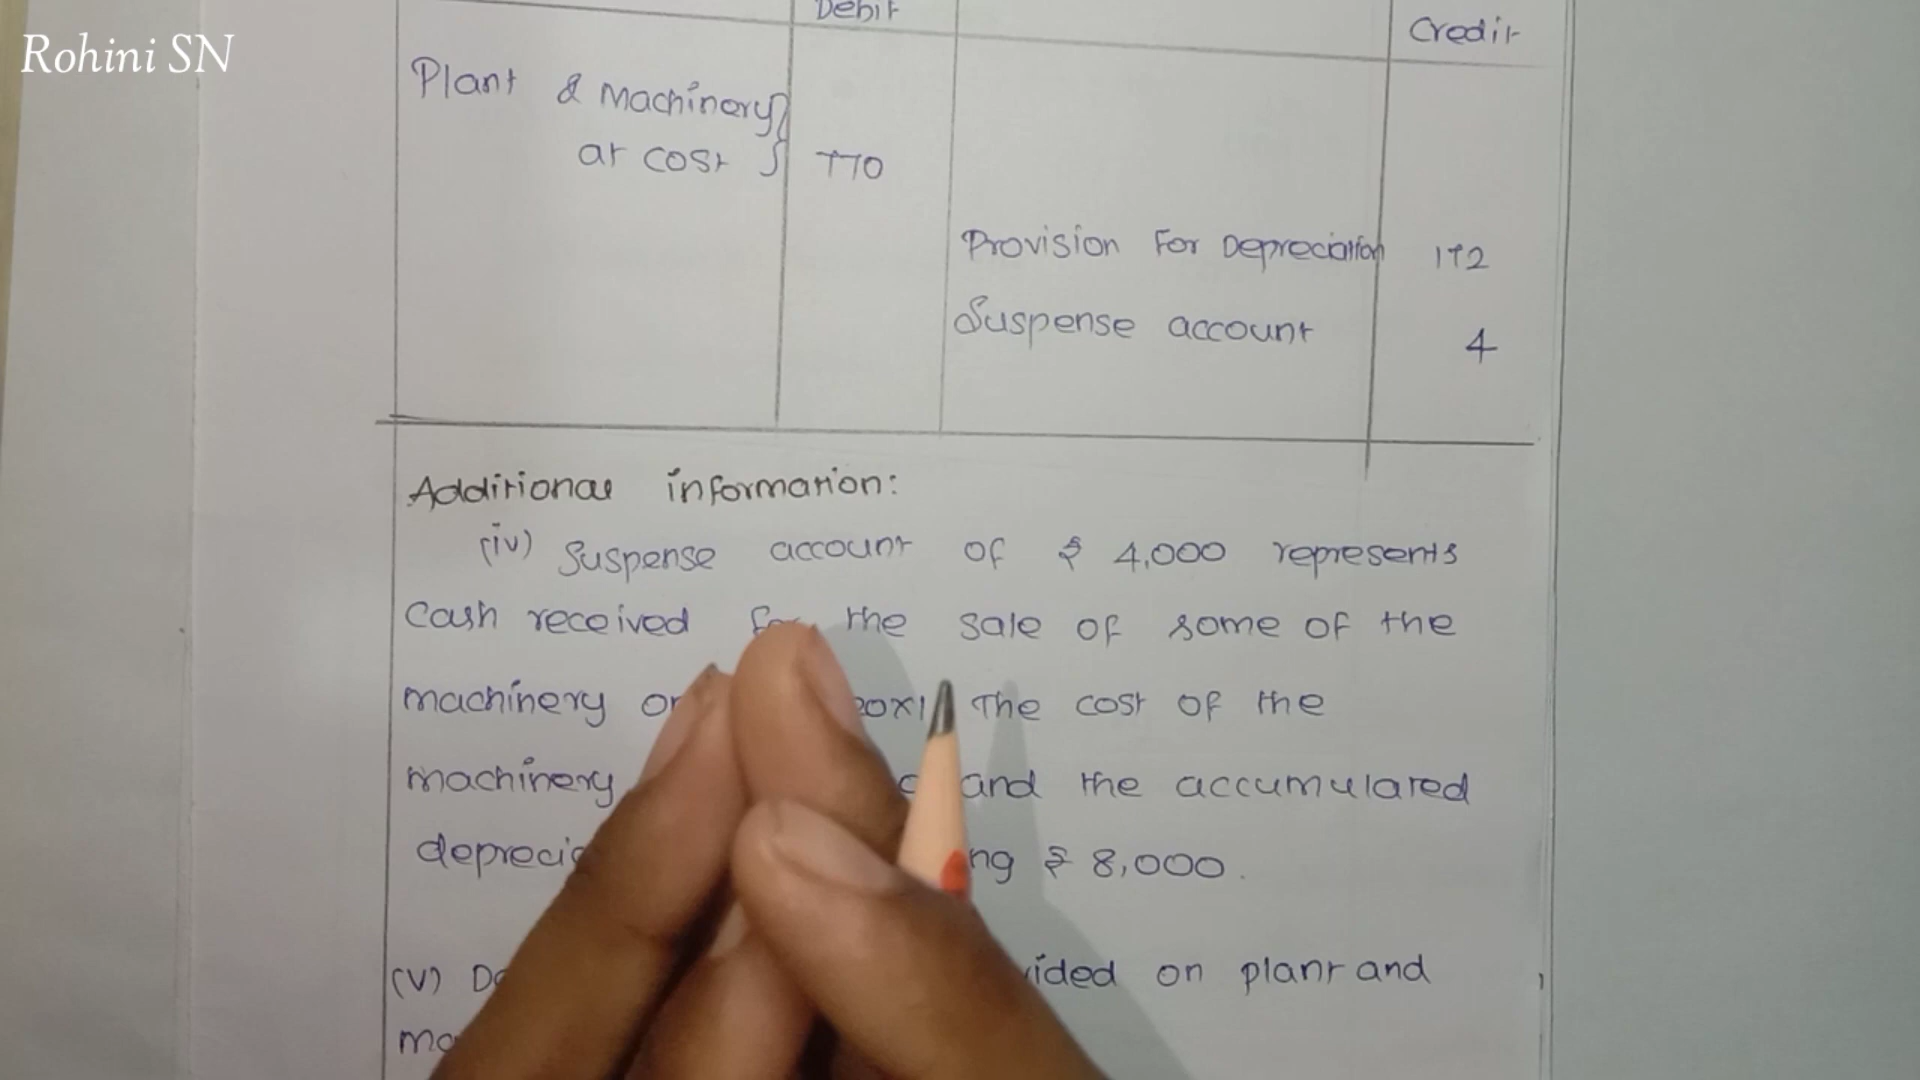 Rohini SN
Debit
Credit
Plant & Machinery
at cost 770
Provision For Depreciation 172
Suspense account 4
Additional information:
(iv) Suspense account of ₹ 4,000 represents
Cash received the sale of some of the
machinery The cost of the
machinery and the accumulated
₹ 8,000.
(v) on plant and